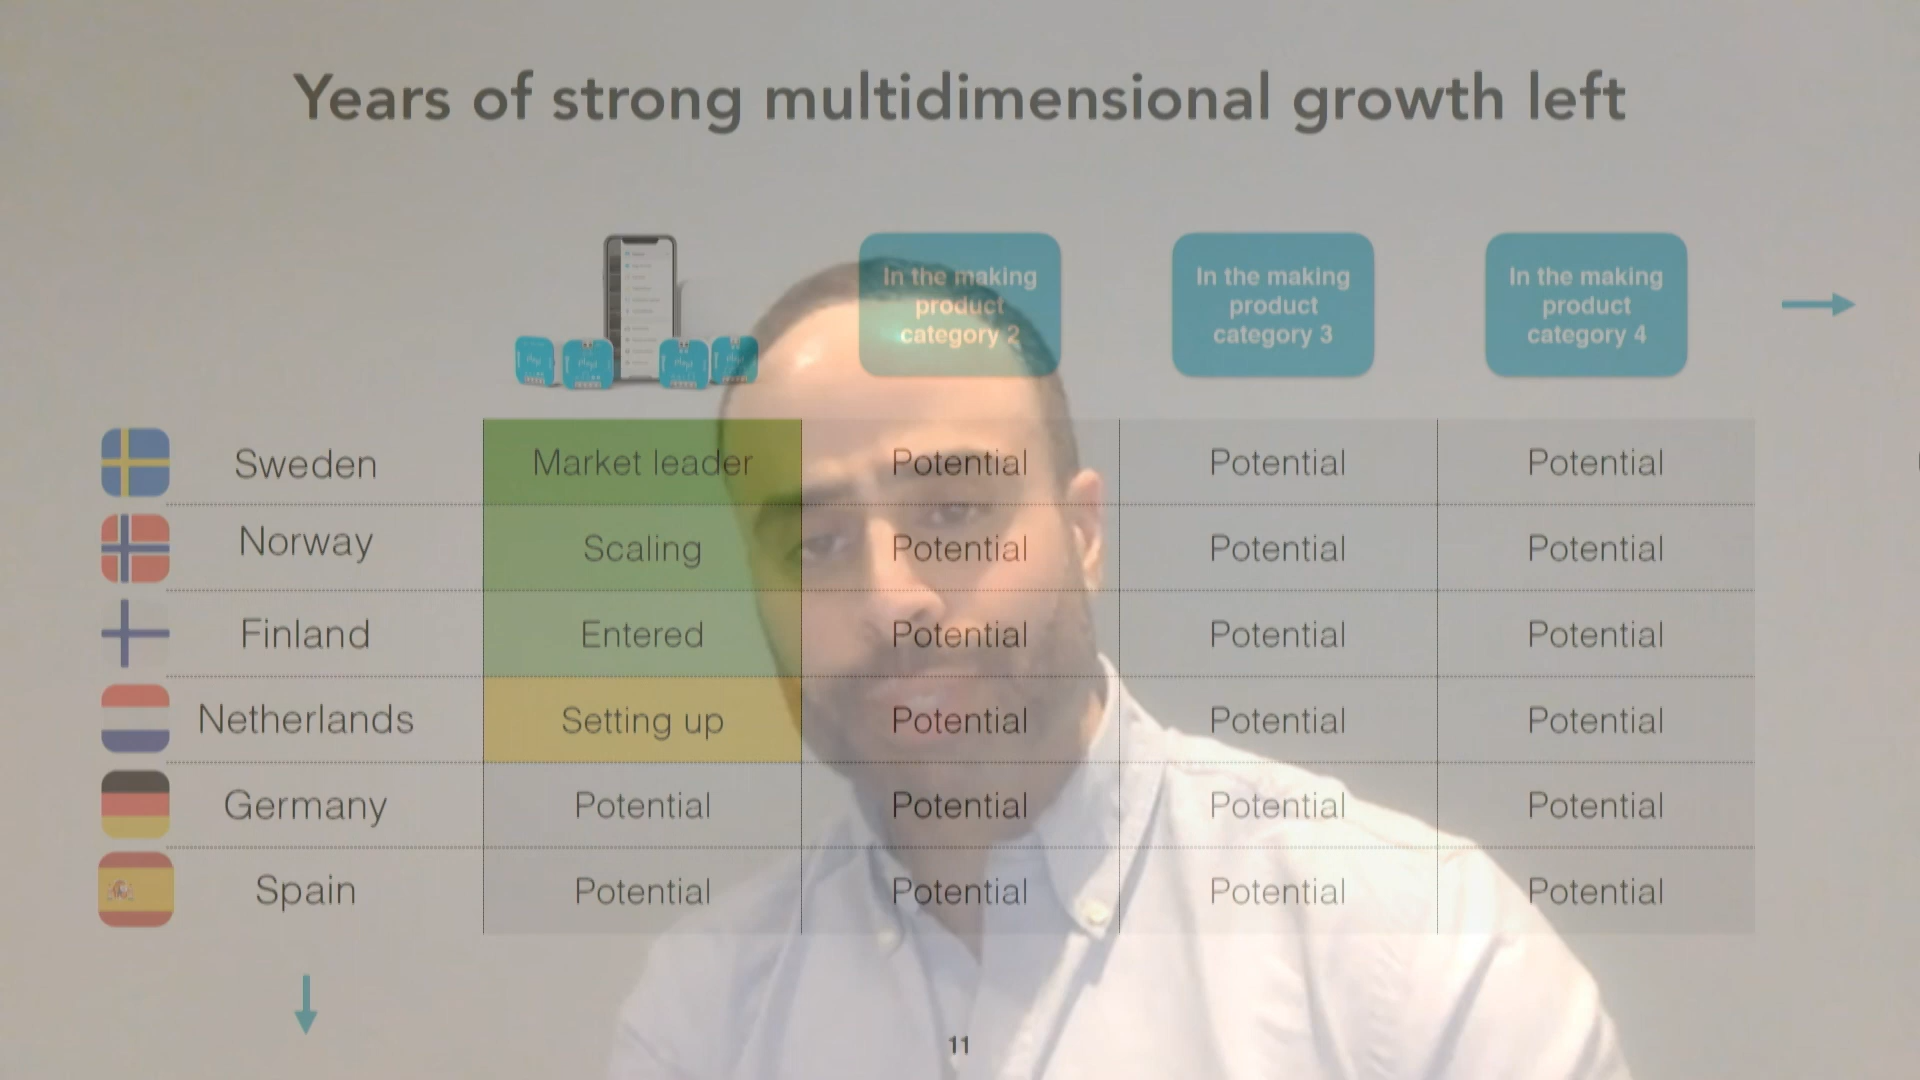 Years of strong multidimensional growth left
In the making
product
category 2
In the making
product
category 3
In the making
product
category 4
Sweden Market leader Potential Potential Potential
Norway Scaling Potential Potential Potential
Finland Entered Potential Potential Potential
Netherlands Setting up Potential Potential Potential
Germany Potential Potential Potential Potential
Spain Potential Potential Potential Potential
11